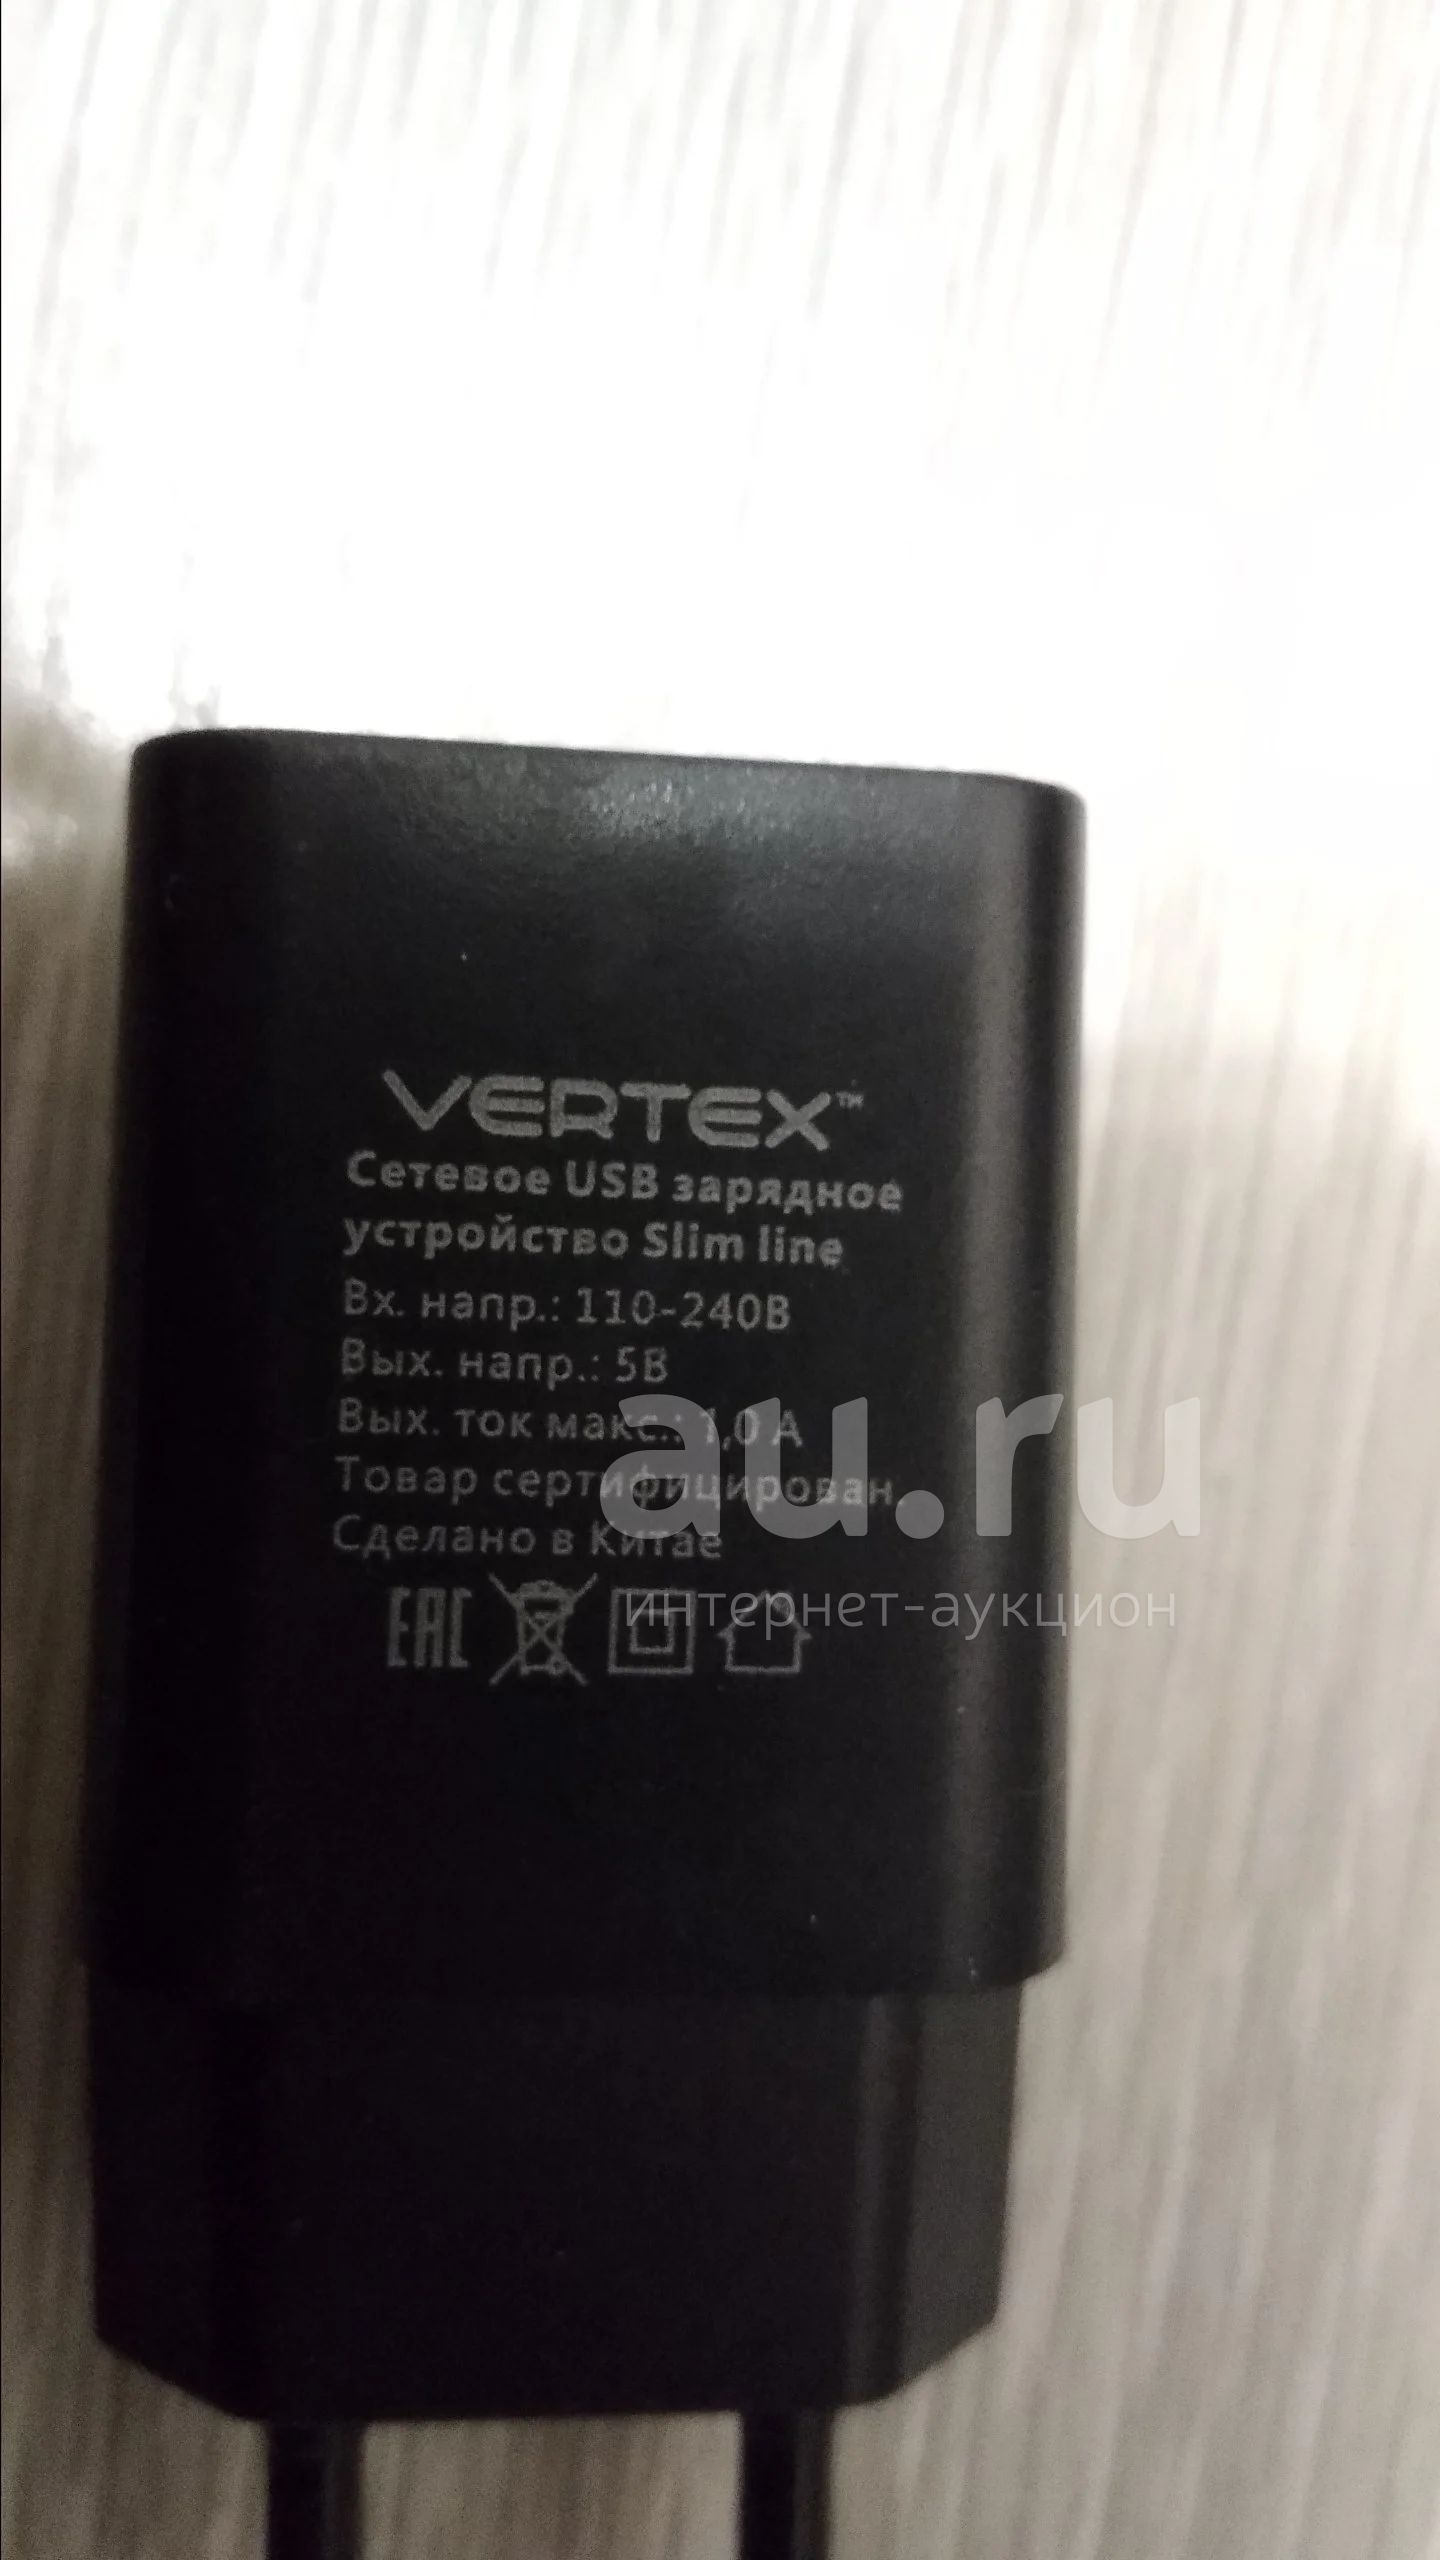 VERTEX™
Сетевое USB зарядное
устройство Slim line
Вх. напр.: 110-240В
Вых. напр.: 5В
Вых. ток макс.: 1,0 А
Товар сертифицирован.
Сделано в Китае
EAC
au.ru
интернет-аукцион